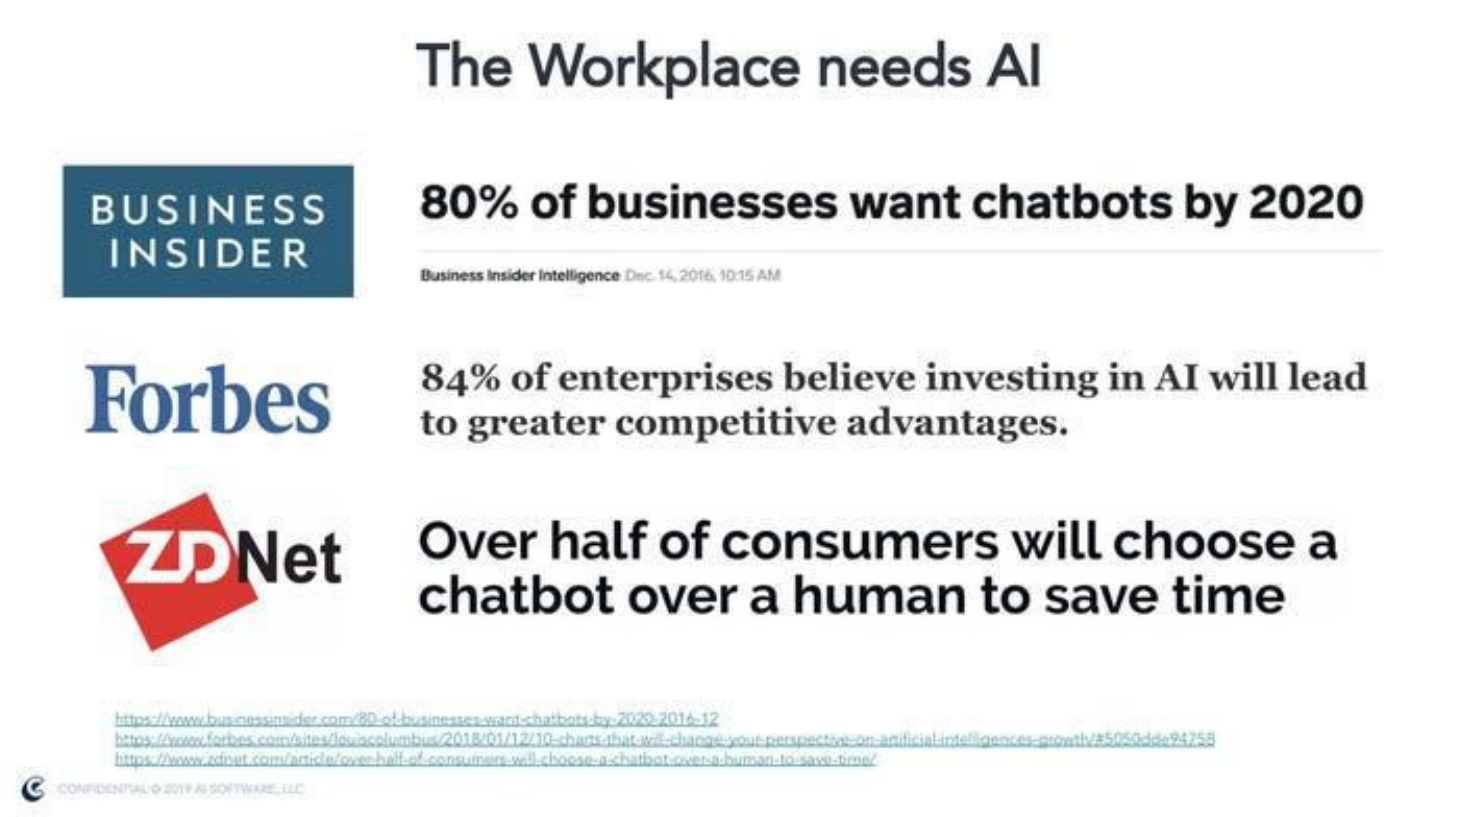 The Workplace needs AI
BUSINESS
INSIDER
80% of businesses want chatbots by 2020
Business Insider Intelligence Dec. 14, 2016, 10:15 AM
Forbes
84% of enterprises believe investing in AI will lead
to greater competitive advantages.
ZDNet
Over half of consumers will choose a
chatbot over a human to save time
https://www.businessinsider.com/80-of-businesses-want-chatbots-by-2020-2016-12
https://www.forbes.com/sites/louiscolumbus/2018/01/12/10-charts-that-will-change-your-perspective-on-artificial-intelligences-growth/#5050dde94758
https://www.zdnet.com/article/over-half-of-consumers-will-choose-a-chatbot-over-a-human-to-save-time/
CONFIDENTIAL © 2019 AI SOFTWARE, LLC